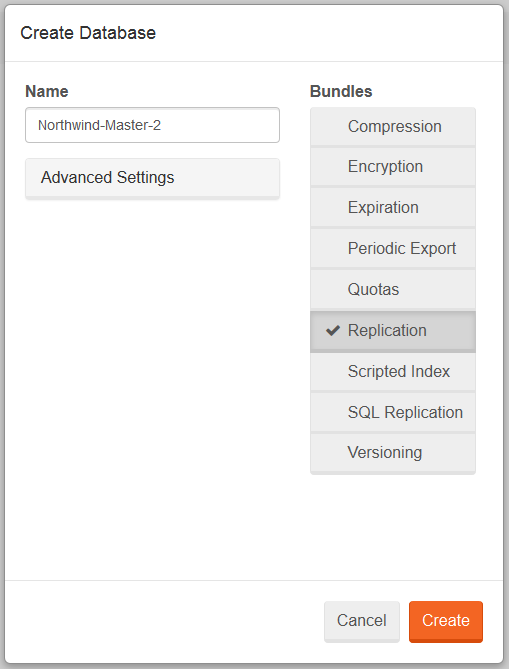 Create Database
Name
Northwind-Master-2
Advanced Settings
Bundles
Compression
Encryption
Expiration
Periodic Export
Quotas
Replication
Scripted Index
SQL Replication
Versioning
Cancel
Create